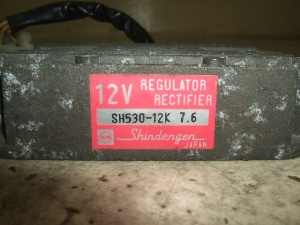 12V REGULATOR
RECTIFIER
SH530-12K 7.6
Shindengen
JAPAN